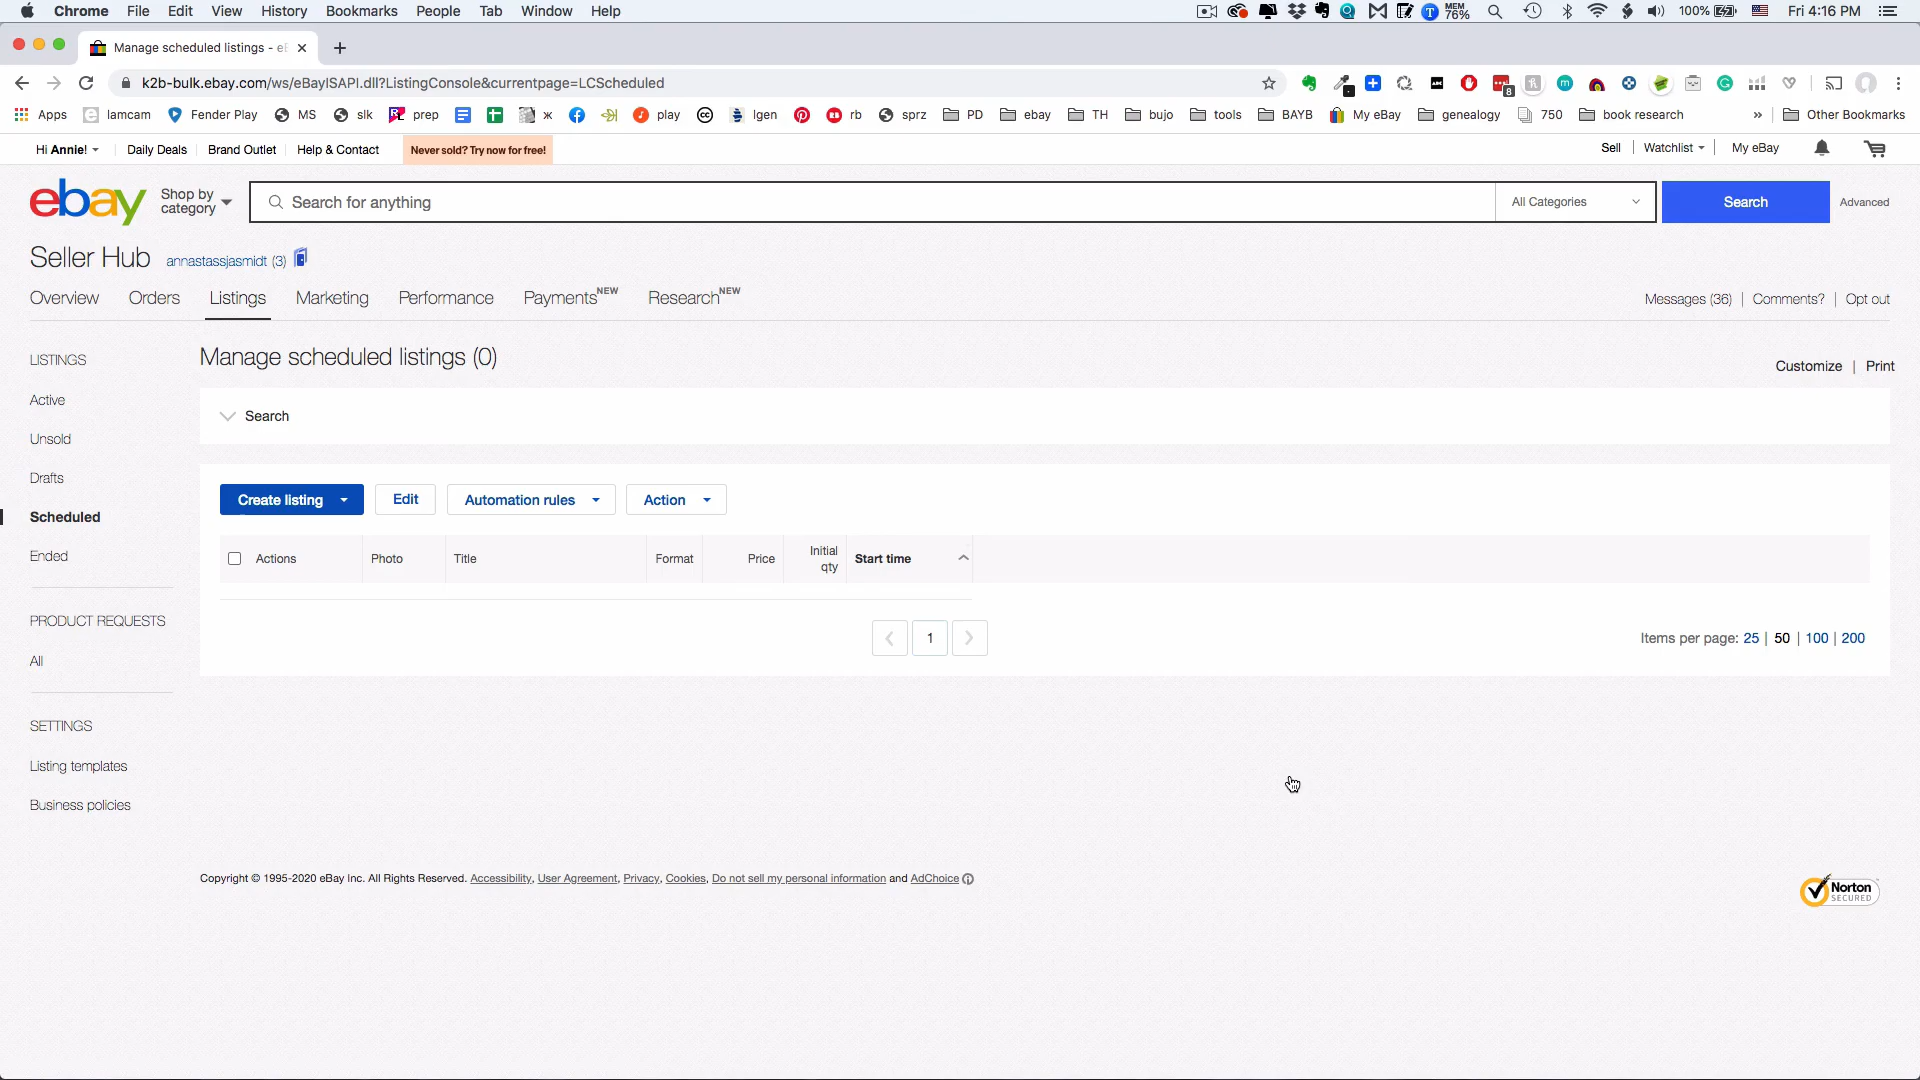 Chrome File Edit View History Bookmarks People Tab Window Help
MEM 76% 100% Fri 4:16 PM
Manage scheduled listings - eB
k2b-bulk.ebay.com/ws/eBayISAPI.dll?ListingConsole&currentpage=LCScheduled
Apps Iamcam Fender Play MS slk prep play lgen rb sprz PD ebay TH bujo tools BAYB My eBay genealogy 750 book research » Other Bookmarks
Hi Annie! Daily Deals Brand Outlet Help & Contact Never sold? Try now for free! Sell Watchlist My eBay
ebay Shop by category Search for anything All Categories Search Advanced
Seller Hub annastassjasmidt (3)
Overview Orders Listings Marketing Performance Payments NEW Research NEW Messages (36) | Comments? | Opt out
LISTINGS
Active
Unsold
Drafts
Scheduled
Ended
PRODUCT REQUESTS
All
SETTINGS
Listing templates
Business policies
Manage scheduled listings (0)
Customize | Print
Search
Create listing Edit Automation rules Action
Actions Photo Title Format Price Initial qty Start time
1
Items per page: 25 | 50 | 100 | 200
Copyright © 1995-2020 eBay Inc. All Rights Reserved. Accessibility, User Agreement, Privacy, Cookies, Do not sell my personal information and AdChoice
Norton
SECURED